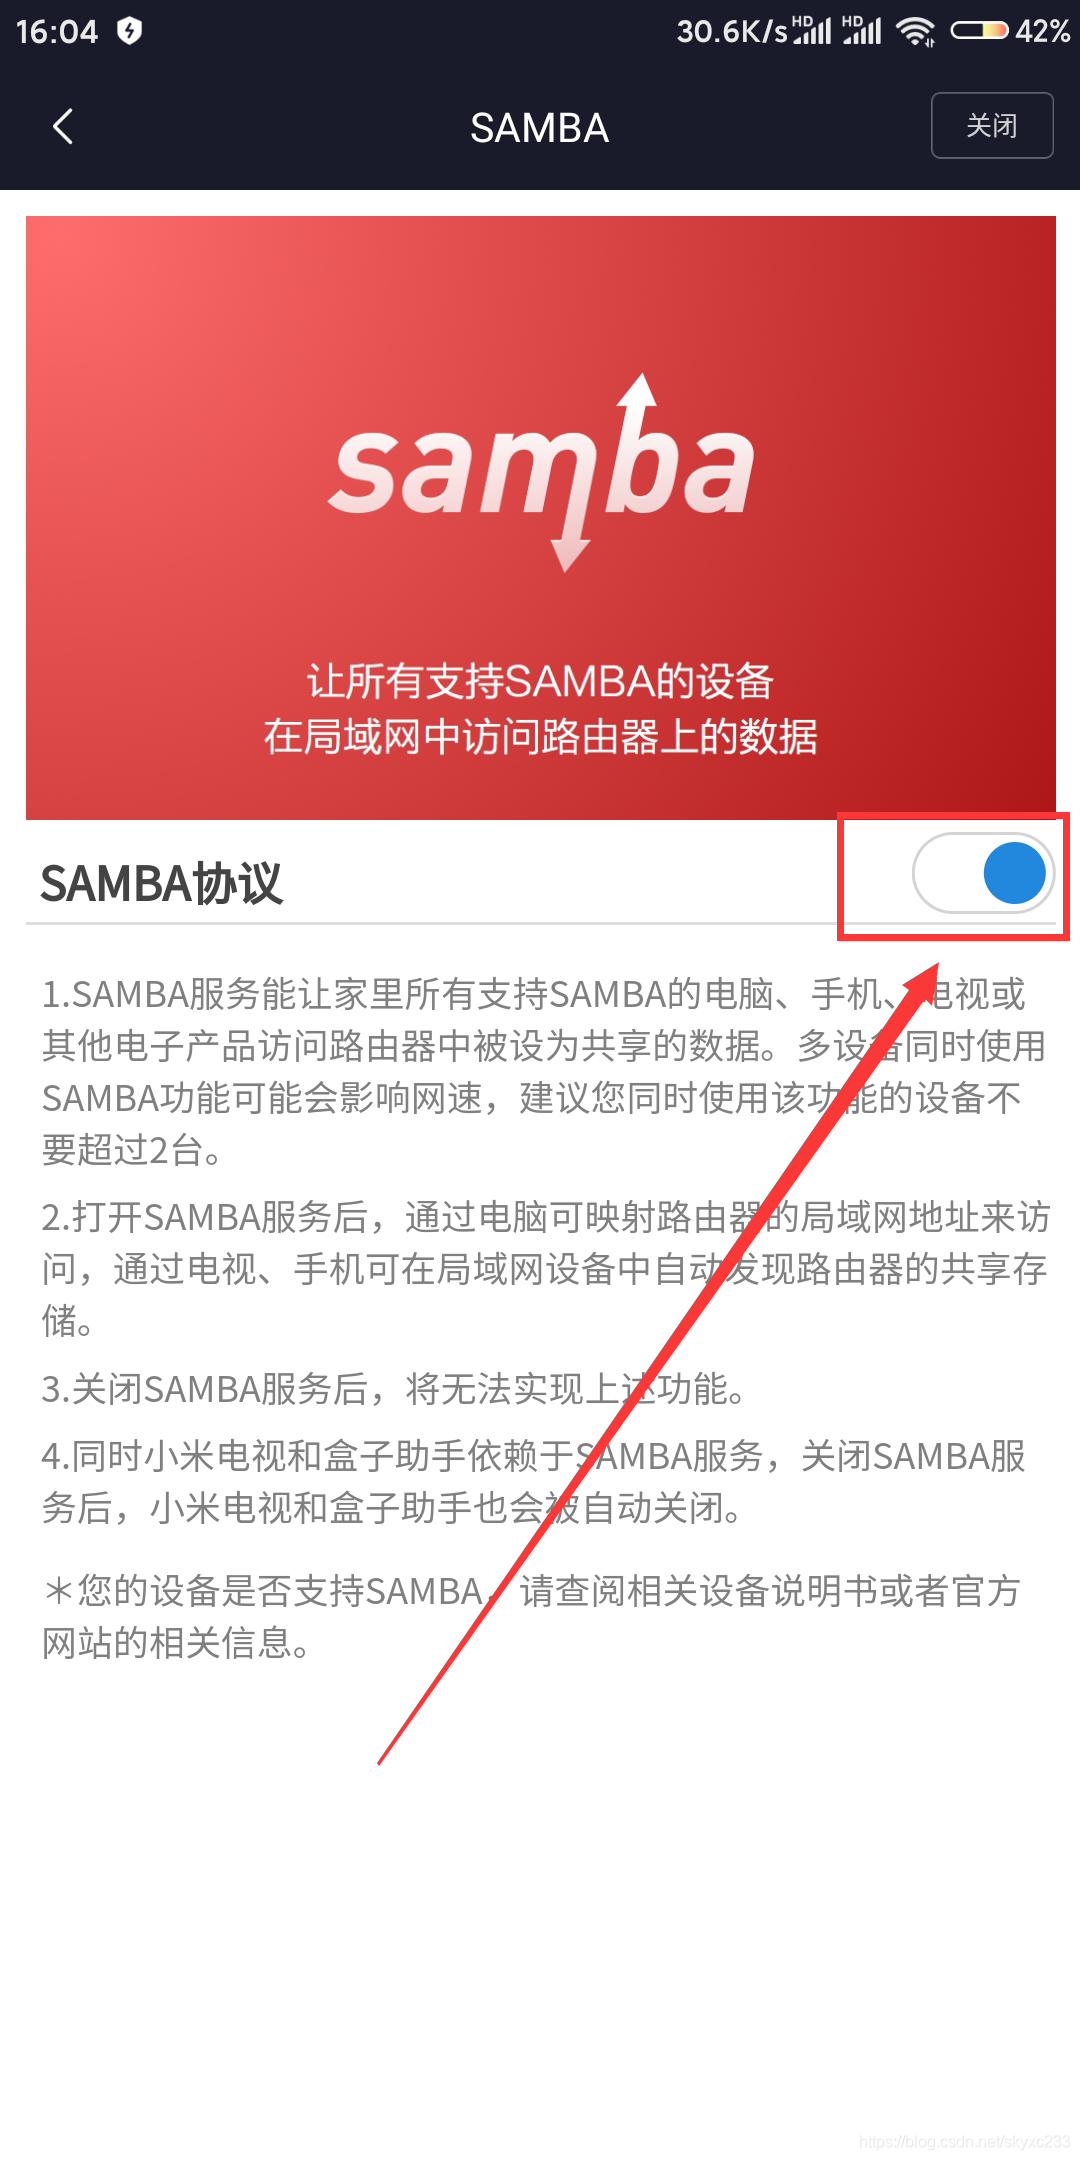 16:04
30.6K/s HD HD 42%
SAMBA
关闭
samba
让所有支持SAMBA的设备
在局域网中访问路由器上的数据
SAMBA协议
1.SAMBA服务能让家里所有支持SAMBA的电脑、手机、电视或
其他电子产品访问路由器中被设为共享的数据。多设备同时使用
SAMBA功能可能会影响网速，建议您同时使用该功能的设备不
要超过2台。
2.打开SAMBA服务后，通过电脑可映射路由器的局域网地址来访
问，通过电视、手机可在局域网设备中自动发现路由器的共享存
储。
3.关闭SAMBA服务后，将无法实现上述功能。
4.同时小米电视和盒子助手依赖于SAMBA服务，关闭SAMBA服
务后，小米电视和盒子助手也会被自动关闭。
＊您的设备是否支持SAMBA，请查阅相关设备说明书或者官方
网站的相关信息。
https://blog.csdn.net/skyxc233